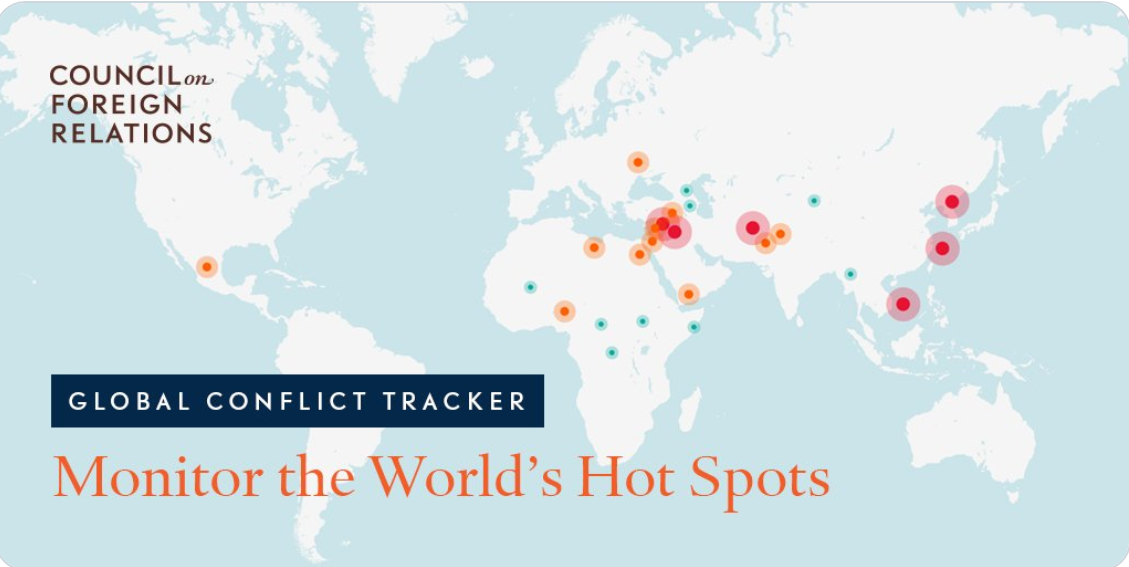 COUNCIL on
FOREIGN
RELATIONS
GLOBAL CONFLICT TRACKER
Monitor the World's Hot Spots